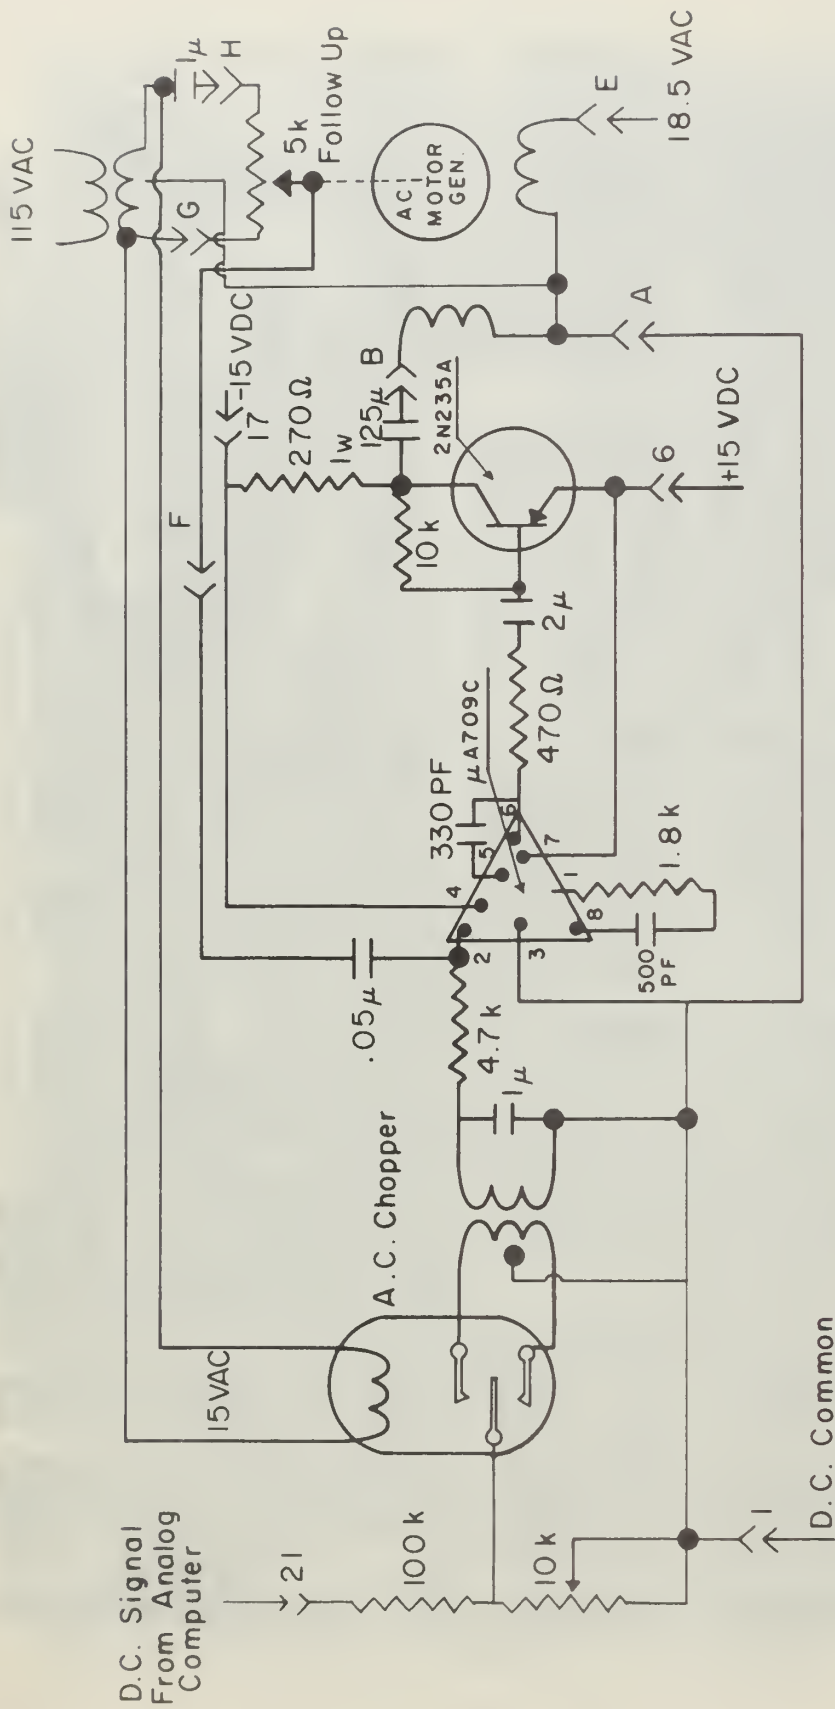 115 VAC
D.C. Signal
From Analog
Computer
15 VAC
F
G
1μ
H
17
-15 VDC
21
A.C. Chopper
270Ω
1w
5k
Follow Up
.05μ
125μ
B
AC
MOTOR
GEN.
100k
4.7k
330 PF
μA709C
10k
2N235A
1μ
2
4
5
6
470Ω
2μ
10k
3
7
E
8
1
6
A
500
PF
1.8k
18.5 VAC
+15 VDC
1
D.C. Common